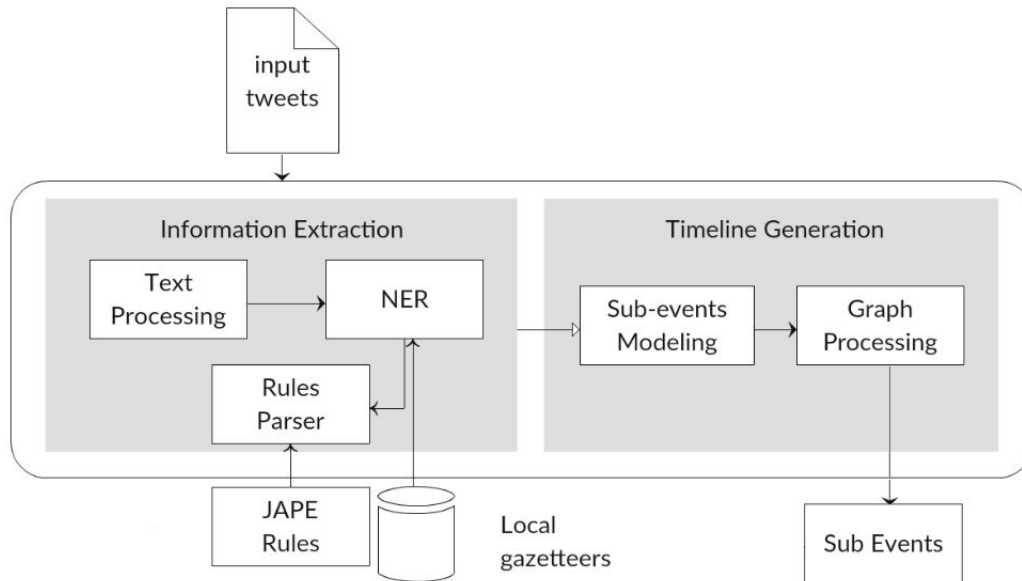 input
tweets
Information Extraction
Timeline Generation
Text
Processing
NER
Sub-events
Modeling
Graph
Processing
Rules
Parser
JAPE
Rules
Local
gazetteers
Sub Events